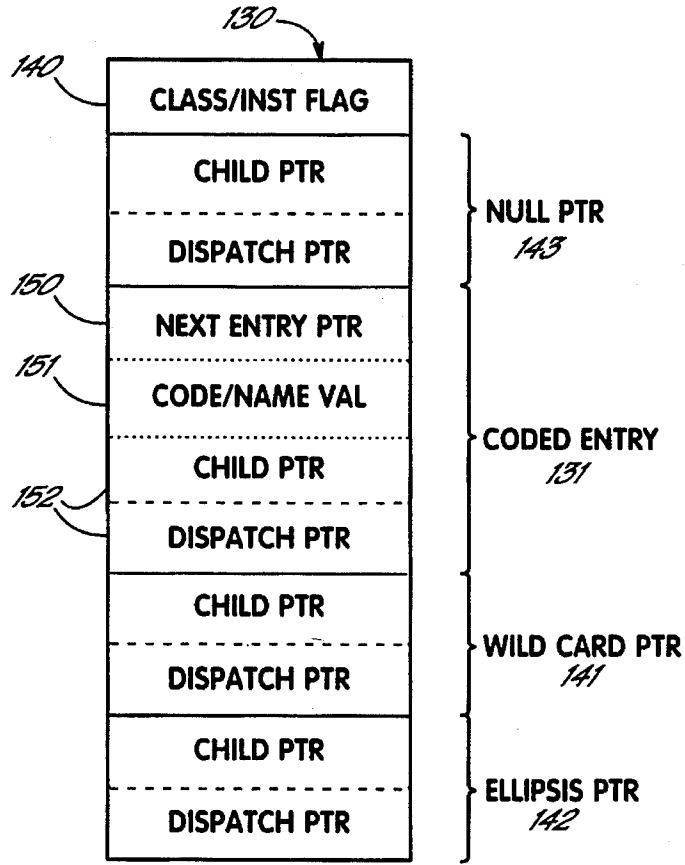 130
140
CLASS/INST FLAG
CHILD PTR
DISPATCH PTR
NULL PTR
143
150
NEXT ENTRY PTR
151
CODE/NAME VAL
CHILD PTR
152
DISPATCH PTR
CODED ENTRY
131
CHILD PTR
DISPATCH PTR
WILD CARD PTR
141
CHILD PTR
DISPATCH PTR
ELLIPSIS PTR
142